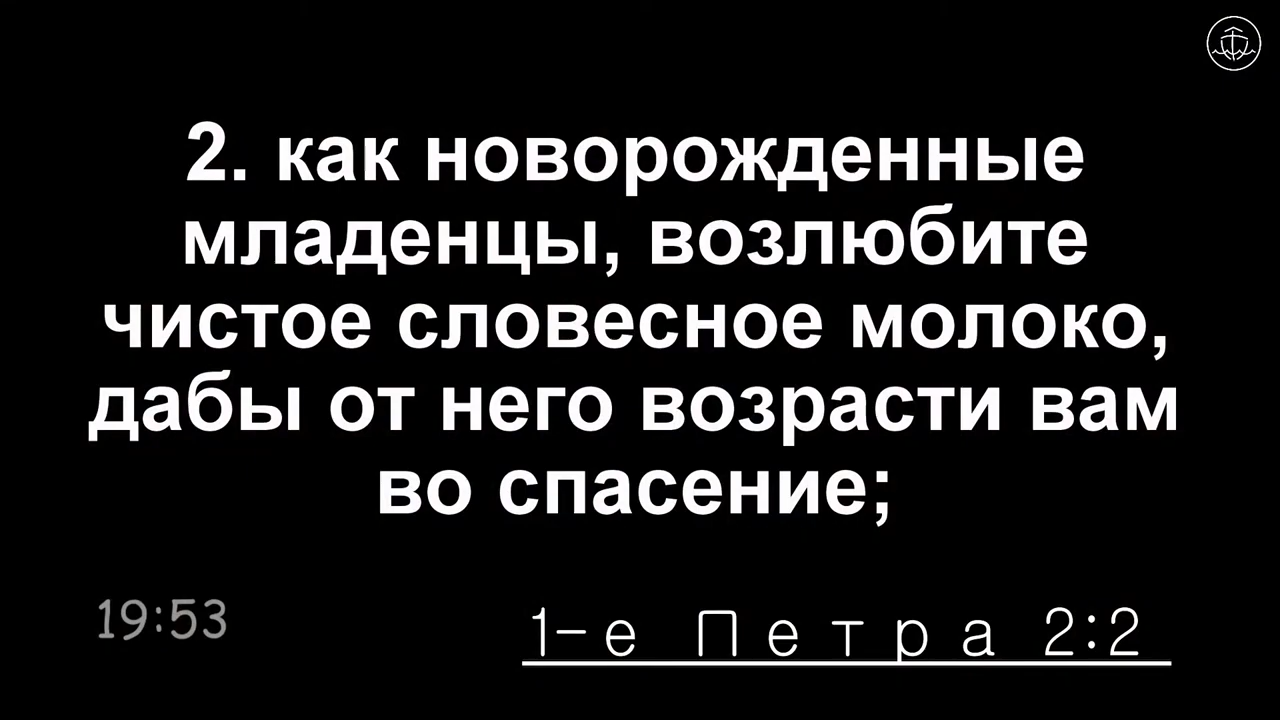 2. как новорожденные
младенцы, возлюбите
чистое словесное молоко,
дабы от него возрасти вам
во спасение;
19:53
1-е Петра 2:2